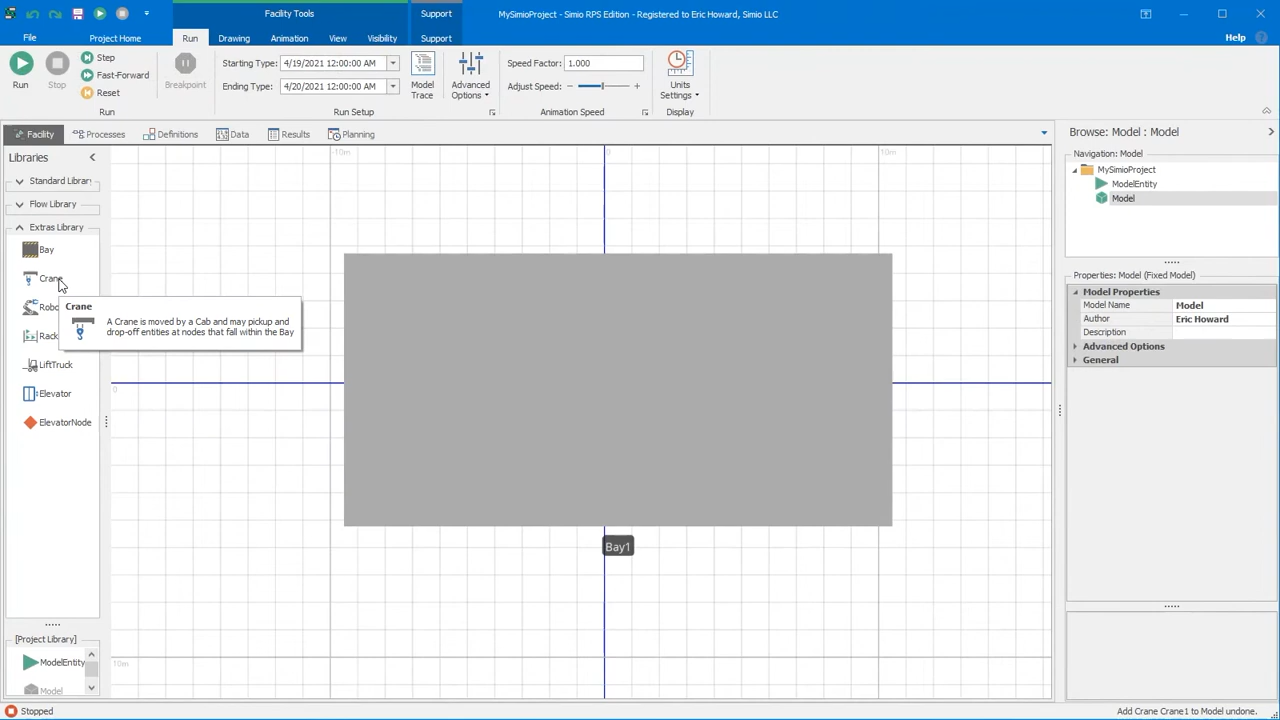 Facility Tools
Support
MySimioProject - Simio RPS Edition - Registered to Eric Howard, Simio LLC
File
Project Home
Run
Drawing
Animation
View
Visibility
Support
Help
Run
Stop
Step
Fast-Forward
Reset
Breakpoint
Starting Type:
4/19/2021 12:00:00 AM
Ending Type:
4/20/2021 12:00:00 AM
Model
Trace
Advanced
Options
Speed Factor:
1.000
Adjust Speed:
Units
Settings
Run
Run Setup
Animation Speed
Display
Facility
Processes
Definitions
Data
Results
Planning
Libraries
Standard Library
Flow Library
Extras Library
Bay
Crane
Robo
Rack
LiftTruck
Elevator
ElevatorNode
Crane
A Crane is moved by a Cab and may pickup and
drop-off entities at nodes that fall within the Bay
[Project Library]
ModelEntity
Model
-10m
0
10m
0
10m
Bay1
Browse: Model : Model
Navigation: Model
MySimioProject
ModelEntity
Model
Properties: Model (Fixed Model)
Model Properties
Model Name
Model
Author
Eric Howard
Description
Advanced Options
General
Stopped
Add Crane Crane1 to Model undone.